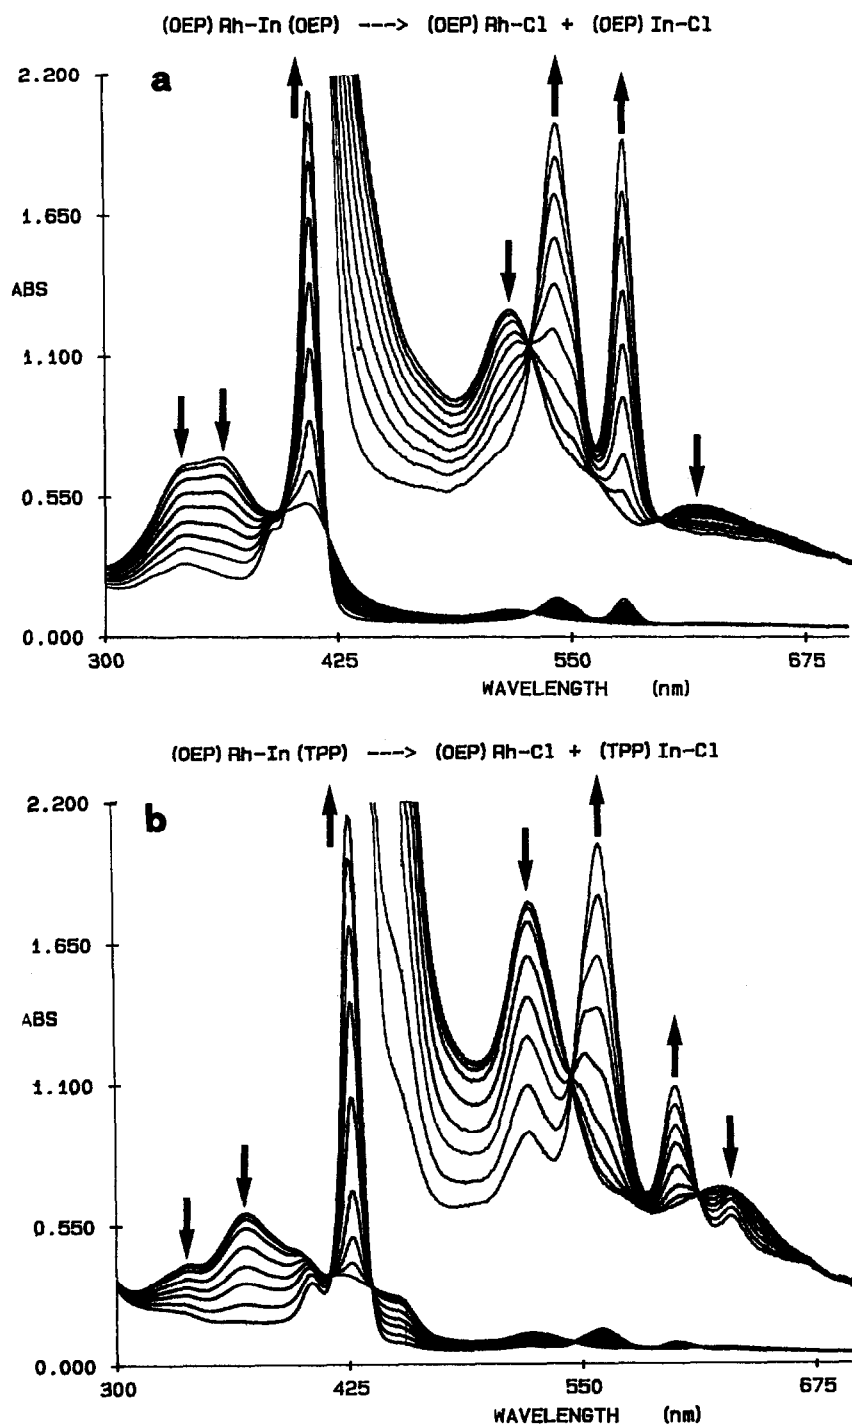 (OEP) Rh-In (OEP) ---> (OEP) Rh-Cl + (OEP) In-Cl
a
2.200
1.650
ABS
1.100
0.550
0.000
300 425 550 675
WAVELENGTH (nm)
(OEP) Rh-In (TPP) ---> (OEP) Rh-Cl + (TPP) In-Cl
b
2.200
1.650
ABS
1.100
0.550
0.000
300 425 550 675
WAVELENGTH (nm)